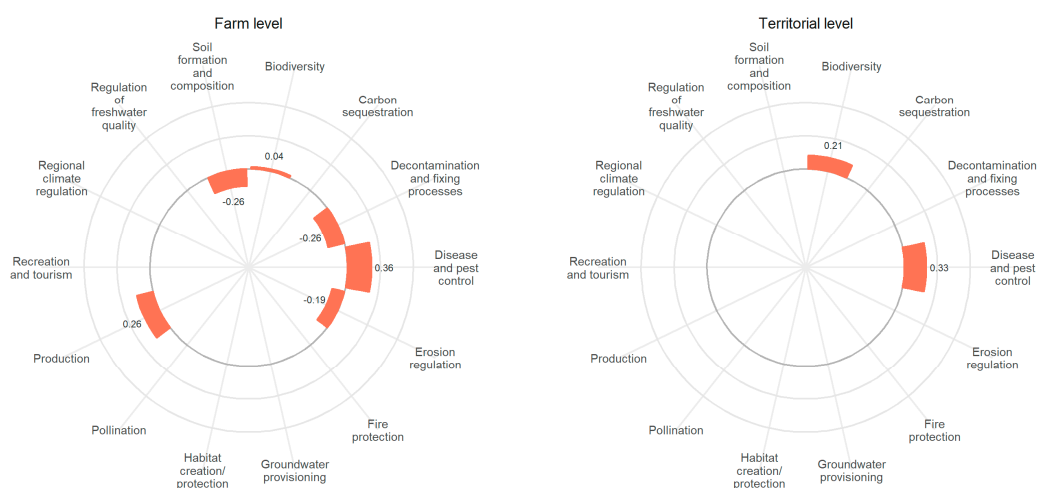 Farm level
Soil
formation
and
composition
Biodiversity
Regulation
of
freshwater
quality
Carbon
sequestration
Regional
climate
regulation
Decontamination
and fixing
processes
Recreation
and tourism
Disease
and pest
control
Production
Erosion
regulation
Pollination
Fire
protection
Habitat
creation/
protection
Groundwater
provisioning
0.04
-0.26
-0.26
0.36
-0.19
0.26
Territorial level
Soil
formation
and
composition
Biodiversity
Regulation
of
freshwater
quality
Carbon
sequestration
Regional
climate
regulation
Decontamination
and fixing
processes
Recreation
and tourism
Disease
and pest
control
Production
Erosion
regulation
Pollination
Fire
protection
Habitat
creation/
protection
Groundwater
provisioning
0.21
0.33